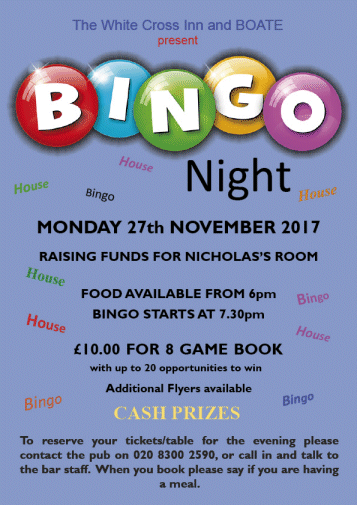 The White Cross Inn and BOATE
present
BINGO
Night
House
House
Bingo
House
MONDAY 27th NOVEMBER 2017
RAISING FUNDS FOR NICHOLAS'S ROOM
House
FOOD AVAILABLE FROM 6pm
Bingo
BINGO STARTS AT 7.30pm
House
House
£10.00 FOR 8 GAME BOOK
with up to 20 opportunities to win
Additional Flyers available
Bingo
Bingo
CASH PRIZES
To reserve your tickets/table for the evening please
contact the pub on 020 8300 2590, or call in and talk to
the bar staff. When you book please say if you are having
a meal.